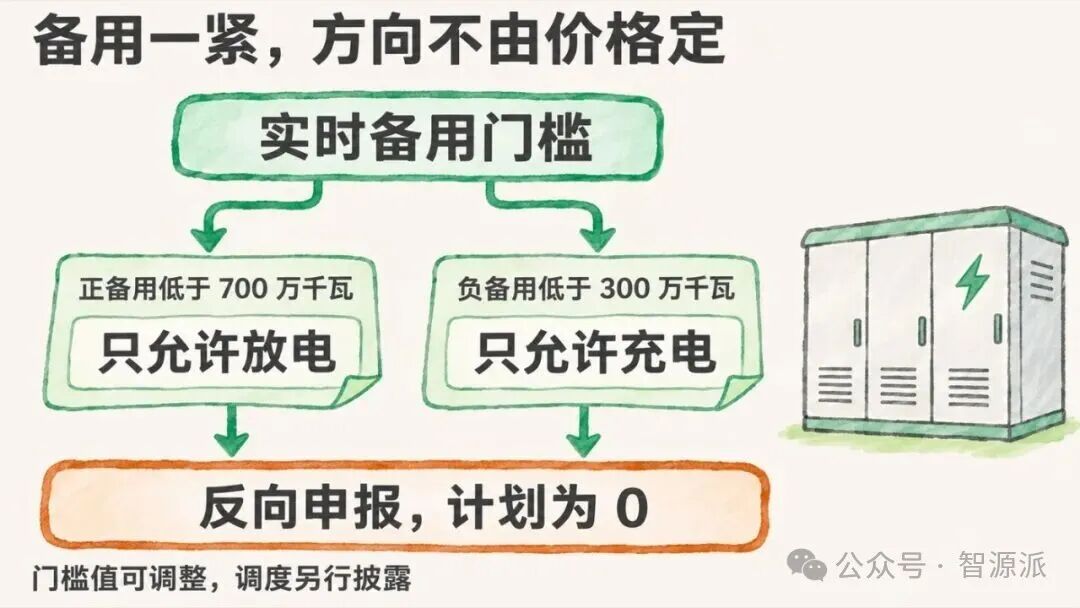 备用一紧，方向不由价格定
实时备用门槛
正备用低于 700 万千瓦
只允许放电
负备用低于 300 万千瓦
只允许充电
反向申报，计划为 0
门槛值可调整，调度另行披露
公众号 · 智源派